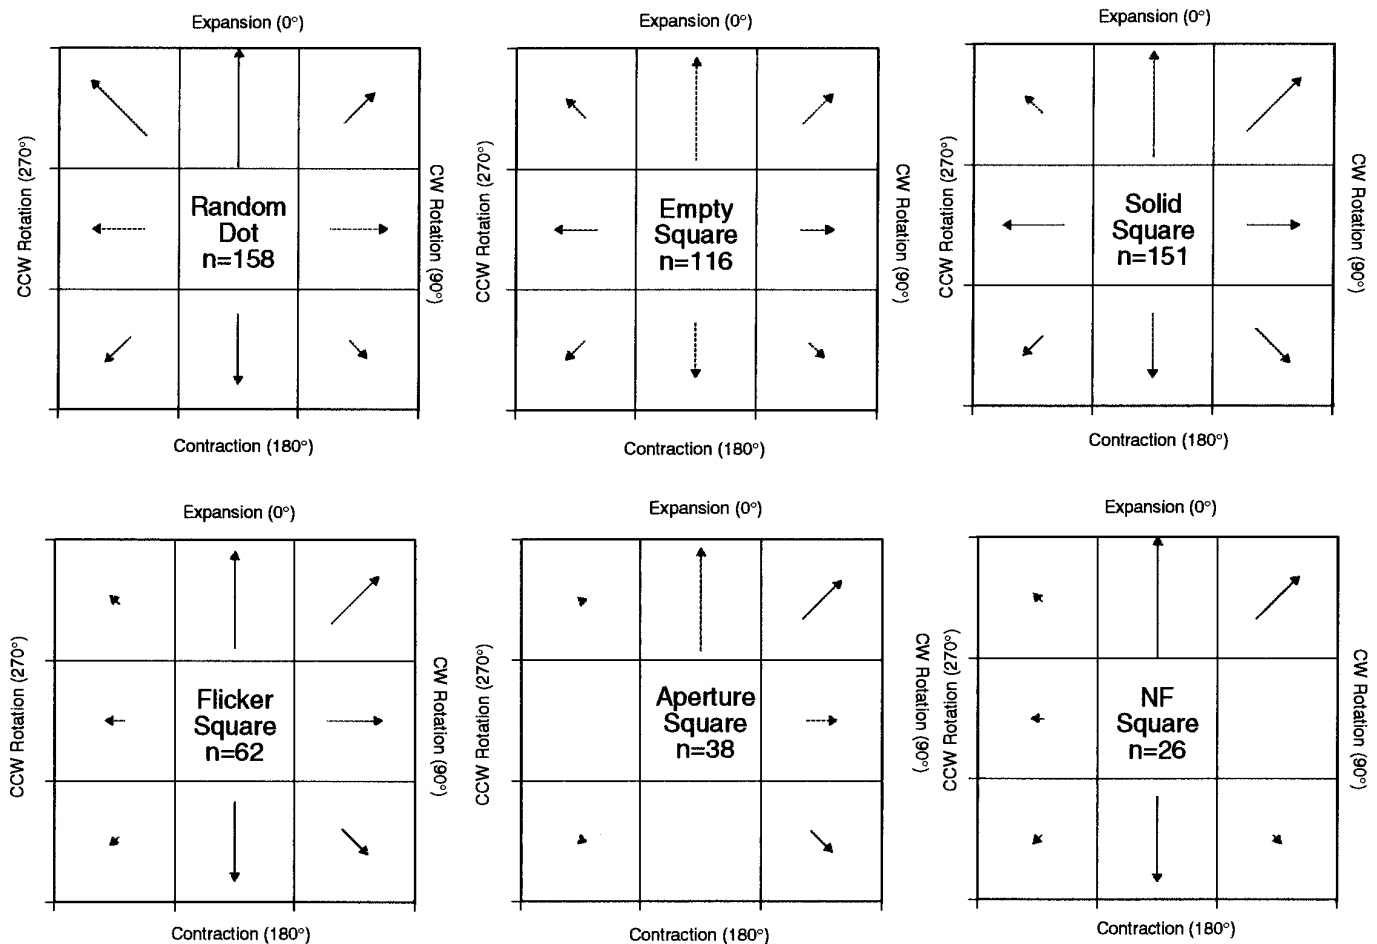 Expansion (0°)
CCW Rotation (270°)
Random
Dot
n=158
CW Rotation (90°)
Contraction (180°)
Expansion (0°)
CCW Rotation (270°)
Empty
Square
n=116
CW Rotation (90°)
Contraction (180°)
Expansion (0°)
CCW Rotation (270°)
Solid
Square
n=151
CW Rotation (90°)
Contraction (180°)
Expansion (0°)
CCW Rotation (270°)
Flicker
Square
n=62
CW Rotation (90°)
Contraction (180°)
Expansion (0°)
CCW Rotation (270°)
Aperture
Square
n=38
CW Rotation (90°)
Contraction (180°)
Expansion (0°)
CCW Rotation (270°)
NF
Square
n=26
CW Rotation (90°)
Contraction (180°)